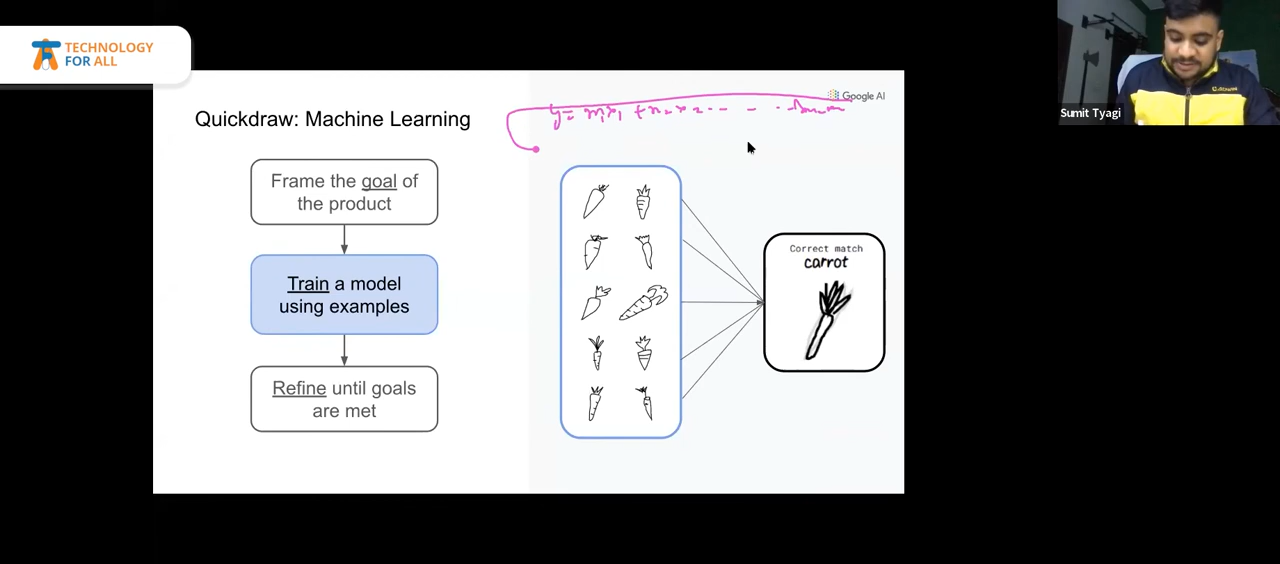 TECHNOLOGY
FOR ALL
Google AI
Sumit Tyagi
Quickdraw: Machine Learning
Frame the goal of
the product
Train a model
using examples
Refine until goals
are met
Correct match
carrot